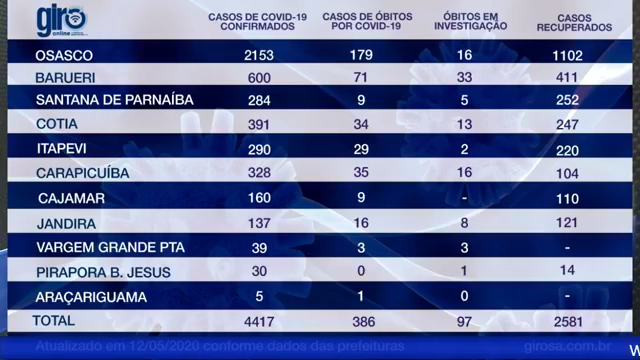 giro
online
CASOS DE COVID-19 CONFIRMADOS
CASOS DE ÓBITOS POR COVID-19
ÓBITOS EM INVESTIGAÇÃO
CASOS RECUPERADOS
OSASCO 2153 179 16 1102
BARUERI 600 71 33 411
SANTANA DE PARNAÍBA 284 9 5 252
COTIA 391 34 13 247
ITAPEVI 290 29 2 220
CARAPICUÍBA 328 35 16 104
CAJAMAR 160 9 - 110
JANDIRA 137 16 8 121
VARGEM GRANDE PTA 39 3 3 -
PIRAPORA B. JESUS 30 0 1 14
ARAÇARIGUAMA 5 1 0 -
TOTAL 4417 386 97 2581
Atualizado em 12/05/2020 conforme dados das prefeituras girosa.com.br
W